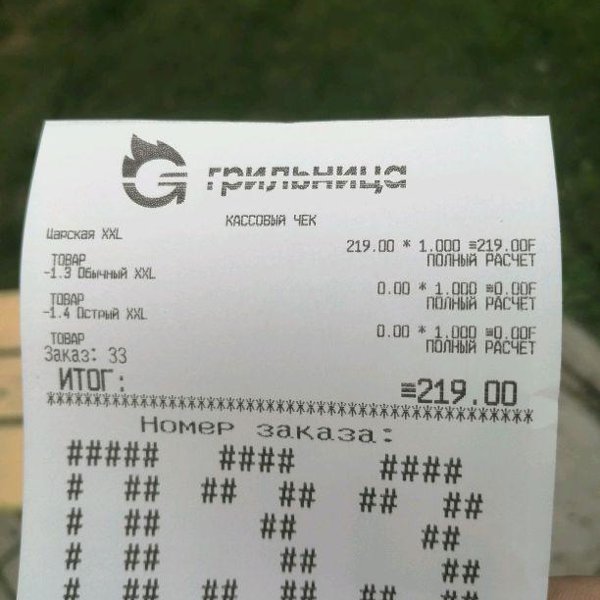 грильница
КАССОВЫЙ ЧЕК
Царская XXL
219.00 * 1.000 ≡219.00F
ТОВАР
ПОЛНЫЙ РАСЧЕТ
-1.3 Обычный XXL
0.00 * 1.000 ≡0.00F
ТОВАР
ПОЛНЫЙ РАСЧЕТ
-1.4 Острый XXL
0.00 * 1.000 ≡0.00F
ТОВАР
ПОЛНЫЙ РАСЧЕТ
Заказ: 33
ИТОГ: ≡219.00
Номер заказа:
033